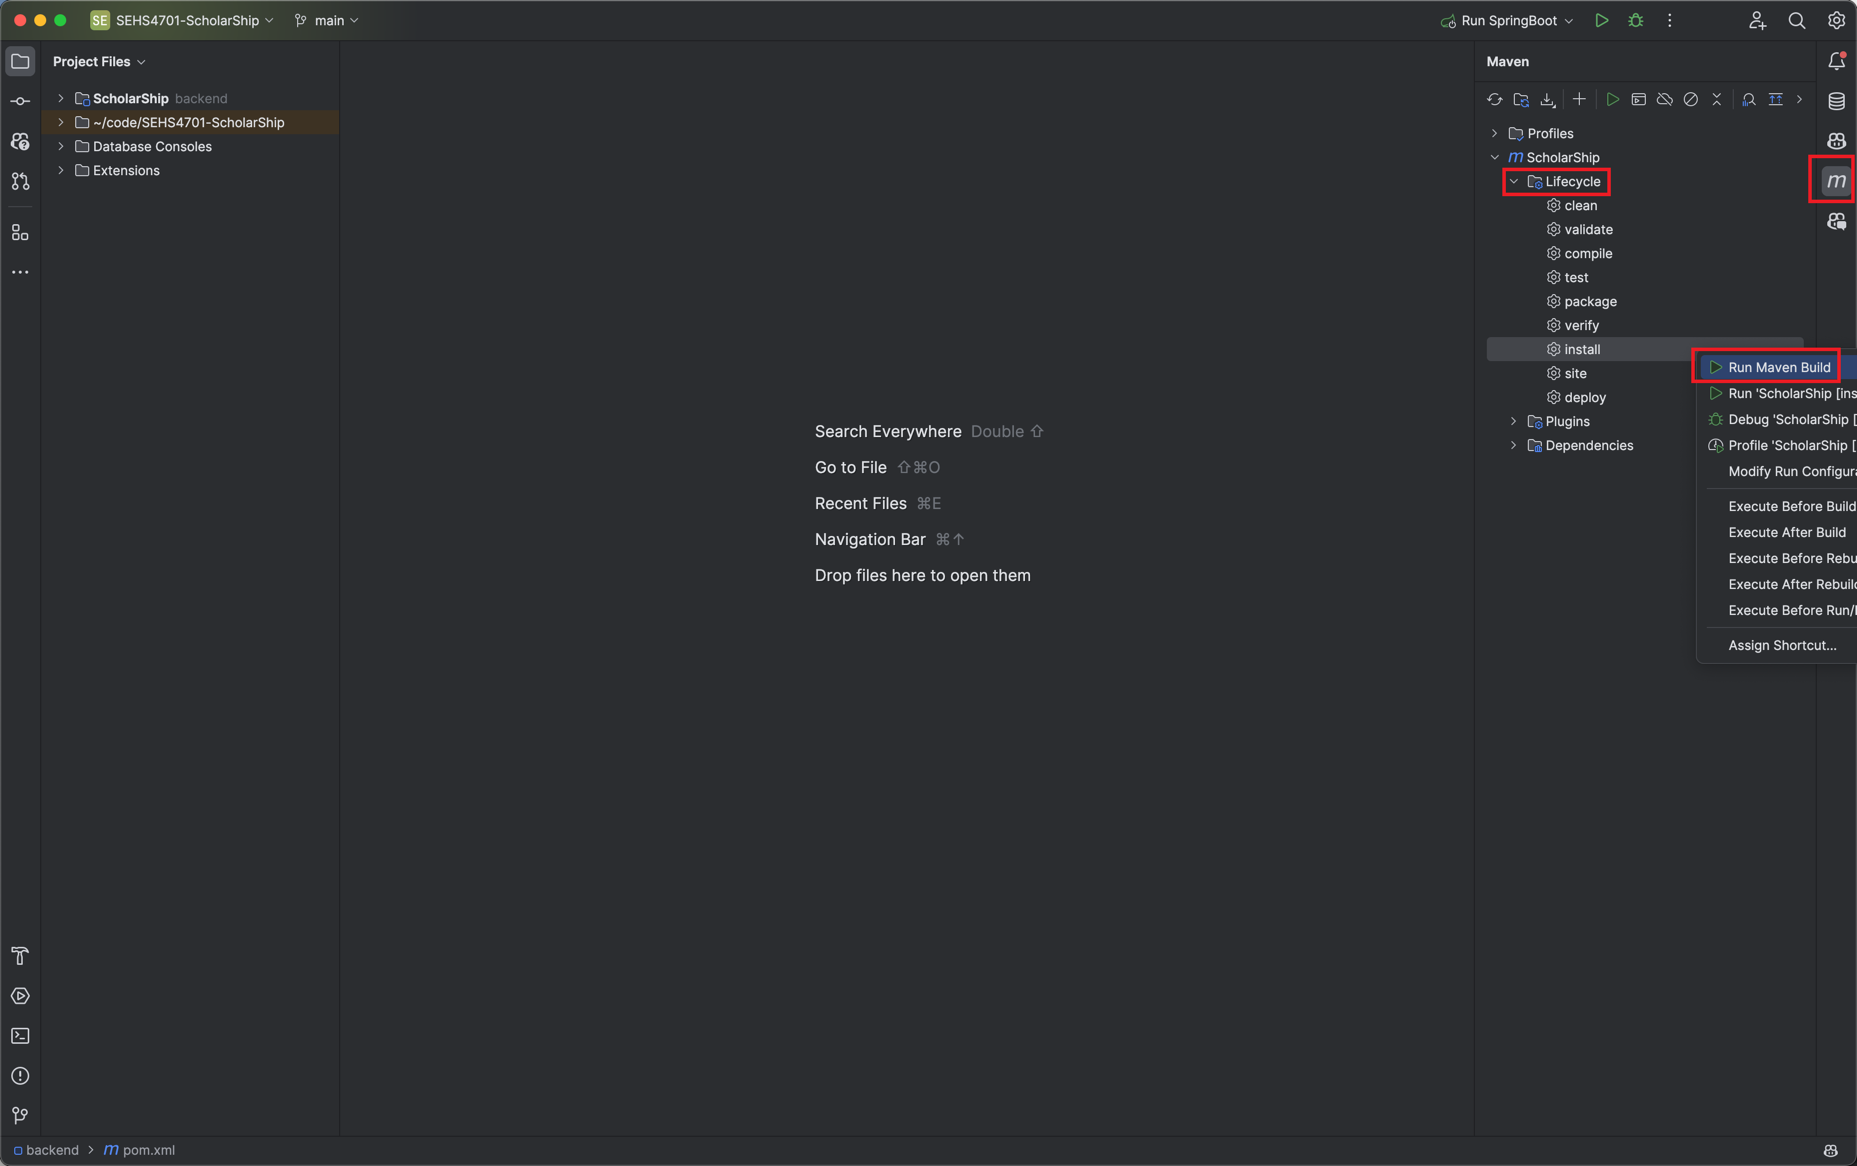 SE SEHS4701-ScholarShip main Run SpringBoot
Project Files
ScholarShip backend
~/code/SEHS4701-ScholarShip
Database Consoles
Extensions
Search Everywhere Double ⇧
Go to File ⇧⌘O
Recent Files ⌘E
Navigation Bar ⌘↑
Drop files here to open them
Maven
Profiles
m ScholarShip
Lifecycle
clean
validate
compile
test
package
verify
install
site
deploy
Plugins
Dependencies
m
Run Maven Build
Run 'ScholarShip [ins
Debug 'ScholarShip [
Profile 'ScholarShip [
Modify Run Configura
Execute Before Build
Execute After Build
Execute Before Rebu
Execute After Rebuild
Execute Before Run/
Assign Shortcut...
backend > m pom.xml